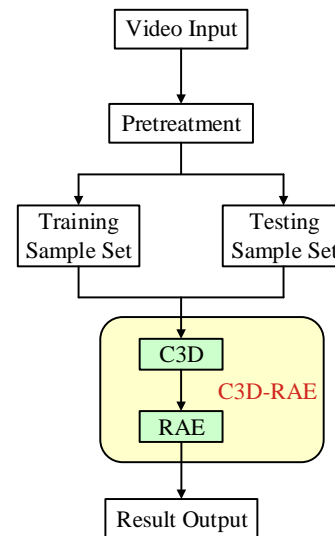 Video Input
Pretreatment
Training
Sample Set
Testing
Sample Set
C3D
C3D-RAE
RAE
Result Output